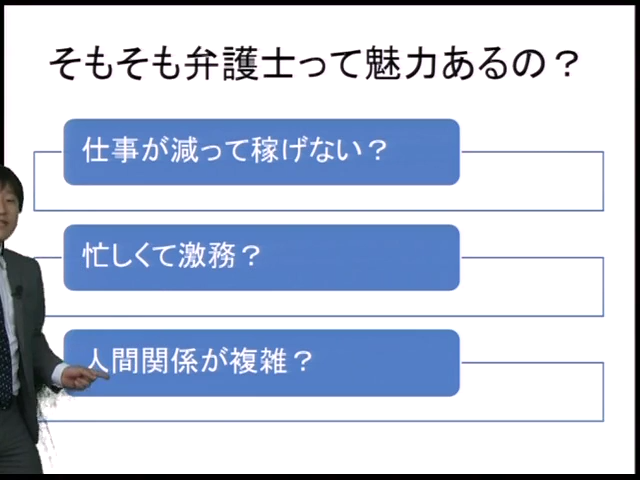 そもそも弁護士って魅力あるの？
仕事が減って稼げない？
忙しくて激務？
人間関係が複雑？